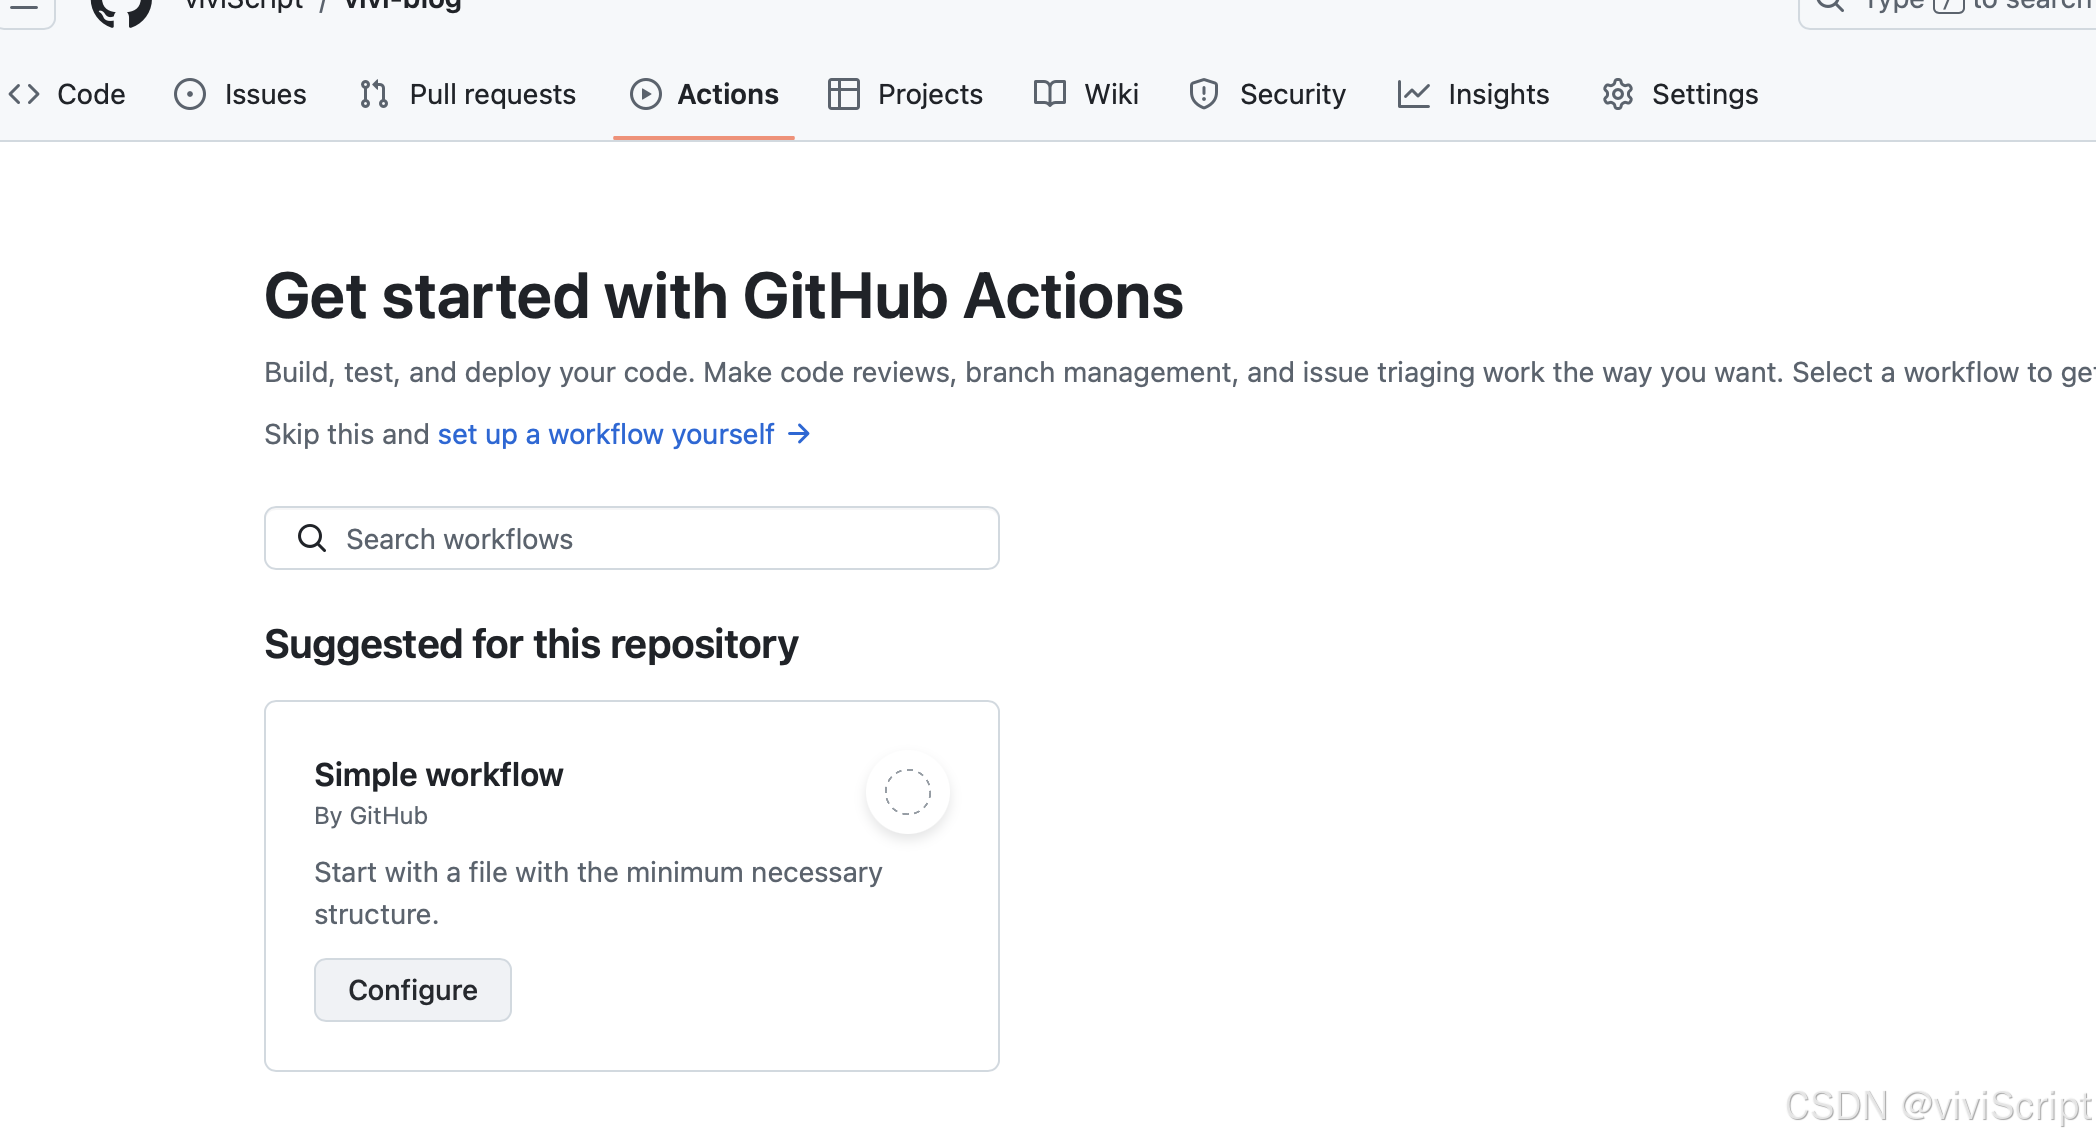 viviScript / vivi-blog
Type / to search
Code Issues Pull requests Actions Projects Wiki Security Insights Settings
Get started with GitHub Actions
Build, test, and deploy your code. Make code reviews, branch management, and issue triaging work the way you want. Select a workflow to get
Skip this and set up a workflow yourself →
Search workflows
Suggested for this repository
Simple workflow
By GitHub
Start with a file with the minimum necessary
structure.
Configure
CSDN @viviScript